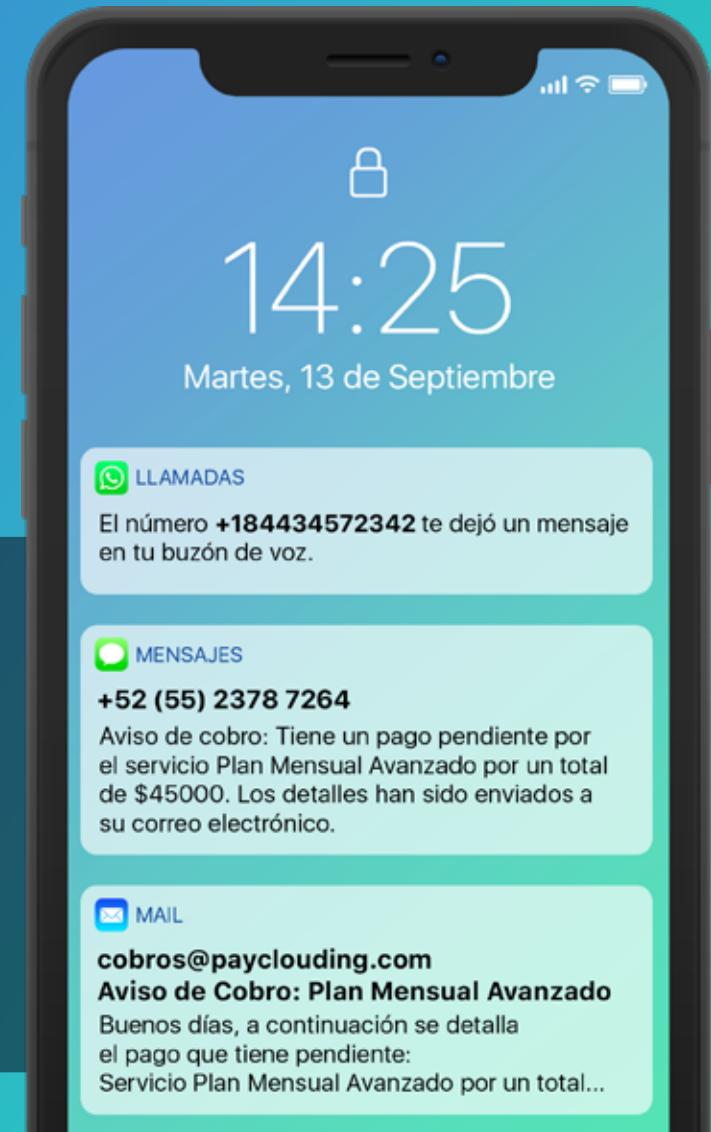 14:25
Martes, 13 de Septiembre
LLAMADAS
El número +184434572342 te dejó un mensaje
en tu buzón de voz.
MENSAJES
+52 (55) 2378 7264
Aviso de cobro: Tiene un pago pendiente por
el servicio Plan Mensual Avanzado por un total
de $45000. Los detalles han sido enviados a
su correo electrónico.
MAIL
cobros@payclouding.com
Aviso de Cobro: Plan Mensual Avanzado
Buenos días, a continuación se detalla
el pago que tiene pendiente:
Servicio Plan Mensual Avanzado por un total...